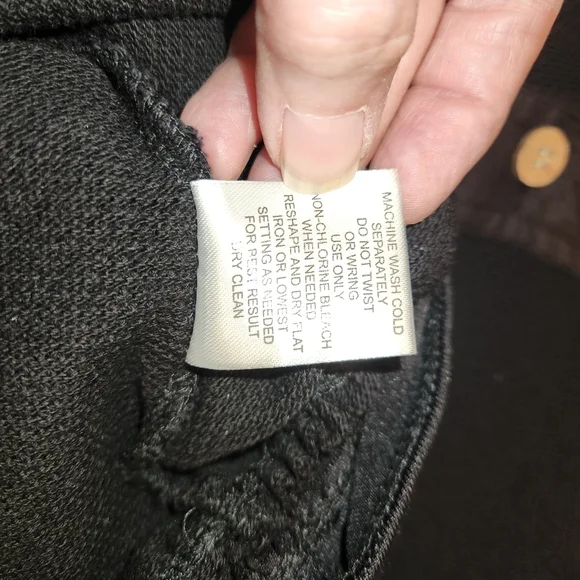 MACHINE WASH COLD
SEPARATELY
DO NOT TWIST
OR WRING
USE ONLY
NON-CHLORINE BLEACH
WHEN NEEDED
RESHAPE AND DRY FLAT
IRON OR LOWEST
SETTING AS NEEDED
FOR BEST RESULT
DRY CLEAN